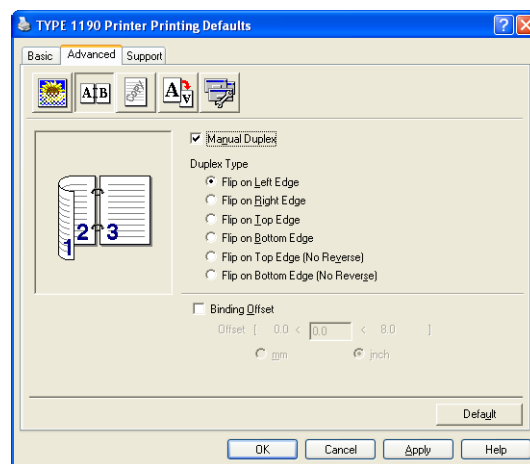 TYPE 1190 Printer Printing Defaults
Basic Advanced Support
A B A A
Manual Duplex
Duplex Type
Flip on Left Edge
Flip on Right Edge
Flip on Top Edge
Flip on Bottom Edge
Flip on Top Edge (No Reverse)
Flip on Bottom Edge (No Reverse)
1 2 3
Binding Offset
Offset [ 0.0 < 0.0 < 8.0 ]
mm inch
Default
OK Cancel Apply Help